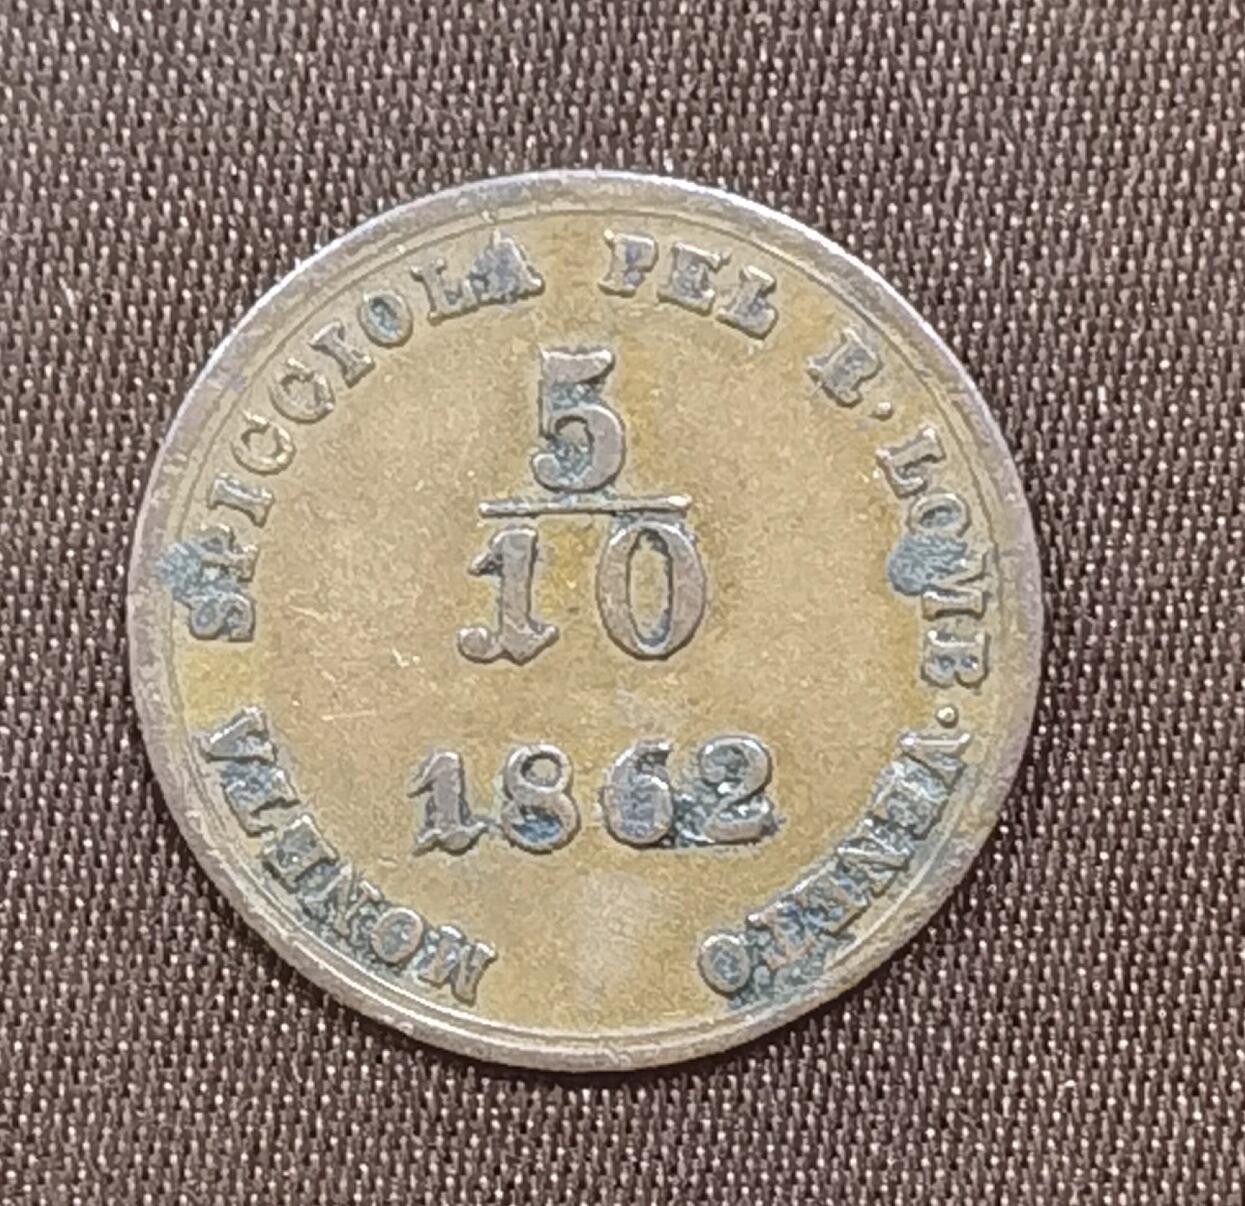 MONETA SPICCIOLA PEL R. LOMB. VENETO
5
10
1862